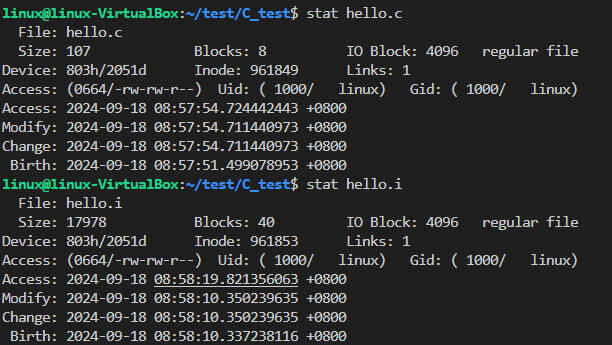 linux@linux-VirtualBox:~/test/C_test$ stat hello.c
  File: hello.c
  Size: 107             Blocks: 8          IO Block: 4096   regular file
Device: 803h/2051d      Inode: 961849      Links: 1
Access: (0664/-rw-rw-r--)  Uid: ( 1000/   linux)   Gid: ( 1000/   linux)
Access: 2024-09-18 08:57:54.724442443 +0800
Modify: 2024-09-18 08:57:54.711440973 +0800
Change: 2024-09-18 08:57:54.711440973 +0800
 Birth: 2024-09-18 08:57:51.499078953 +0800
linux@linux-VirtualBox:~/test/C_test$ stat hello.i
  File: hello.i
  Size: 17978           Blocks: 40         IO Block: 4096   regular file
Device: 803h/2051d      Inode: 961853      Links: 1
Access: (0664/-rw-rw-r--)  Uid: ( 1000/   linux)   Gid: ( 1000/   linux)
Access: 2024-09-18 08:58:19.821356063 +0800
Modify: 2024-09-18 08:58:10.350239635 +0800
Change: 2024-09-18 08:58:10.350239635 +0800
 Birth: 2024-09-18 08:58:10.337238116 +0800